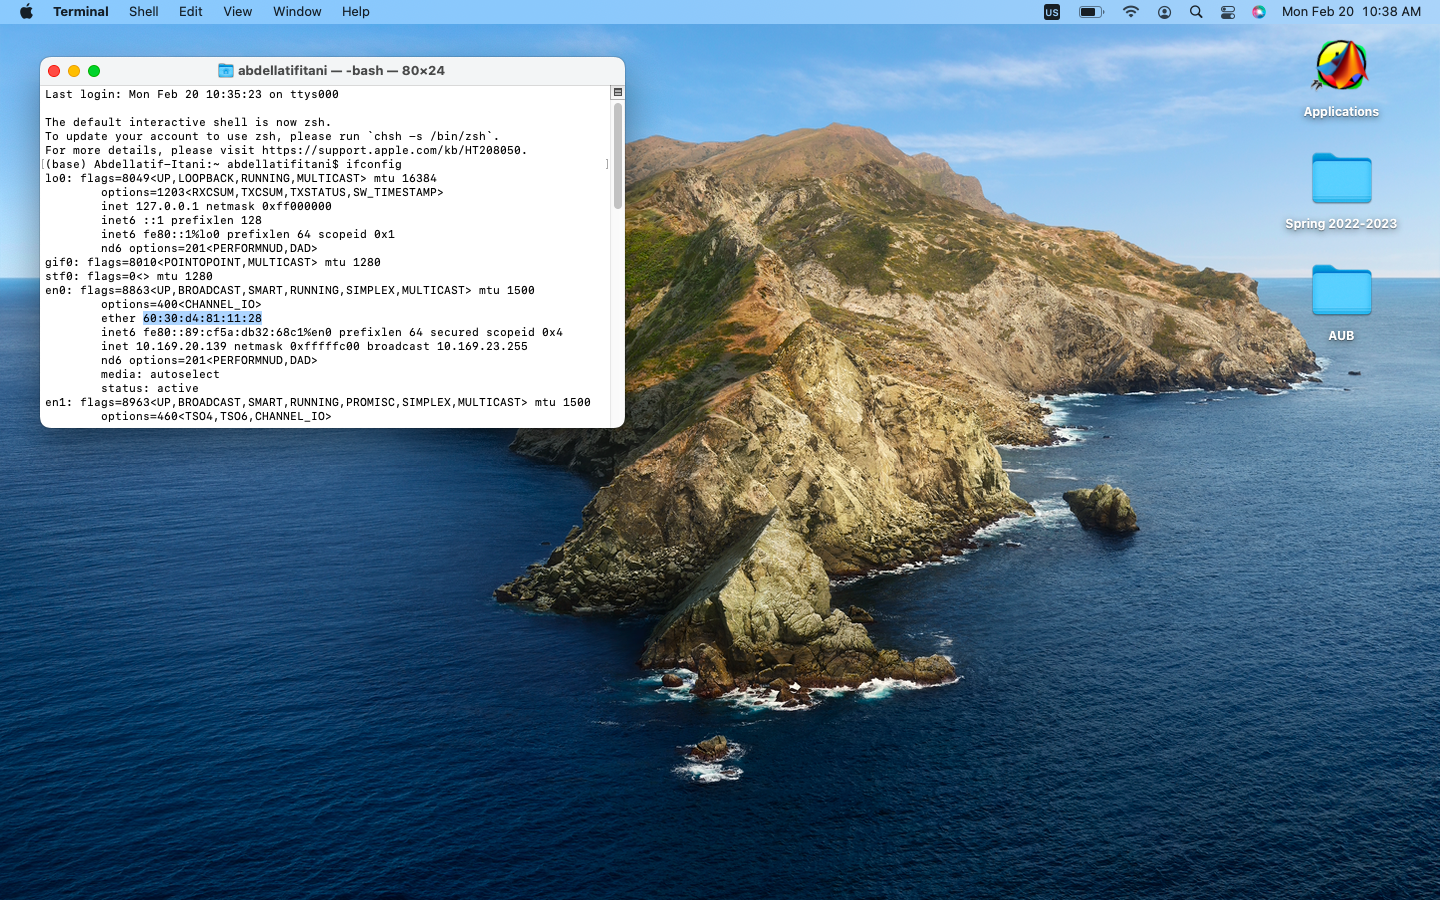 Terminal Shell Edit View Window Help US Mon Feb 20 10:38 AM
abdellatifitani — -bash — 80×24
Last login: Mon Feb 20 10:35:23 on ttys000
The default interactive shell is now zsh.
To update your account to use zsh, please run `chsh -s /bin/zsh`.
For more details, please visit https://support.apple.com/kb/HT208050.
[(base) Abdellatif-Itani:~ abdellatifitani$ ifconfig ]
lo0: flags=8049<UP,LOOPBACK,RUNNING,MULTICAST> mtu 16384
options=1203<RXCSUM,TXCSUM,TXSTATUS,SW_TIMESTAMP>
inet 127.0.0.1 netmask 0xff000000
inet6 ::1 prefixlen 128
inet6 fe80::1%lo0 prefixlen 64 scopeid 0x1
nd6 options=201<PERFORMNUD,DAD>
gif0: flags=8010<POINTOPOINT,MULTICAST> mtu 1280
stf0: flags=0<> mtu 1280
en0: flags=8863<UP,BROADCAST,SMART,RUNNING,SIMPLEX,MULTICAST> mtu 1500
options=400<CHANNEL_IO>
ether 60:30:d4:81:11:28
inet6 fe80::89:cf5a:db32:68c1%en0 prefixlen 64 secured scopeid 0x4
inet 10.169.20.139 netmask 0xfffffc00 broadcast 10.169.23.255
nd6 options=201<PERFORMNUD,DAD>
media: autoselect
status: active
en1: flags=8963<UP,BROADCAST,SMART,RUNNING,PROMISC,SIMPLEX,MULTICAST> mtu 1500
options=460<TSO4,TSO6,CHANNEL_IO>
Applications
Spring 2022-2023
AUB